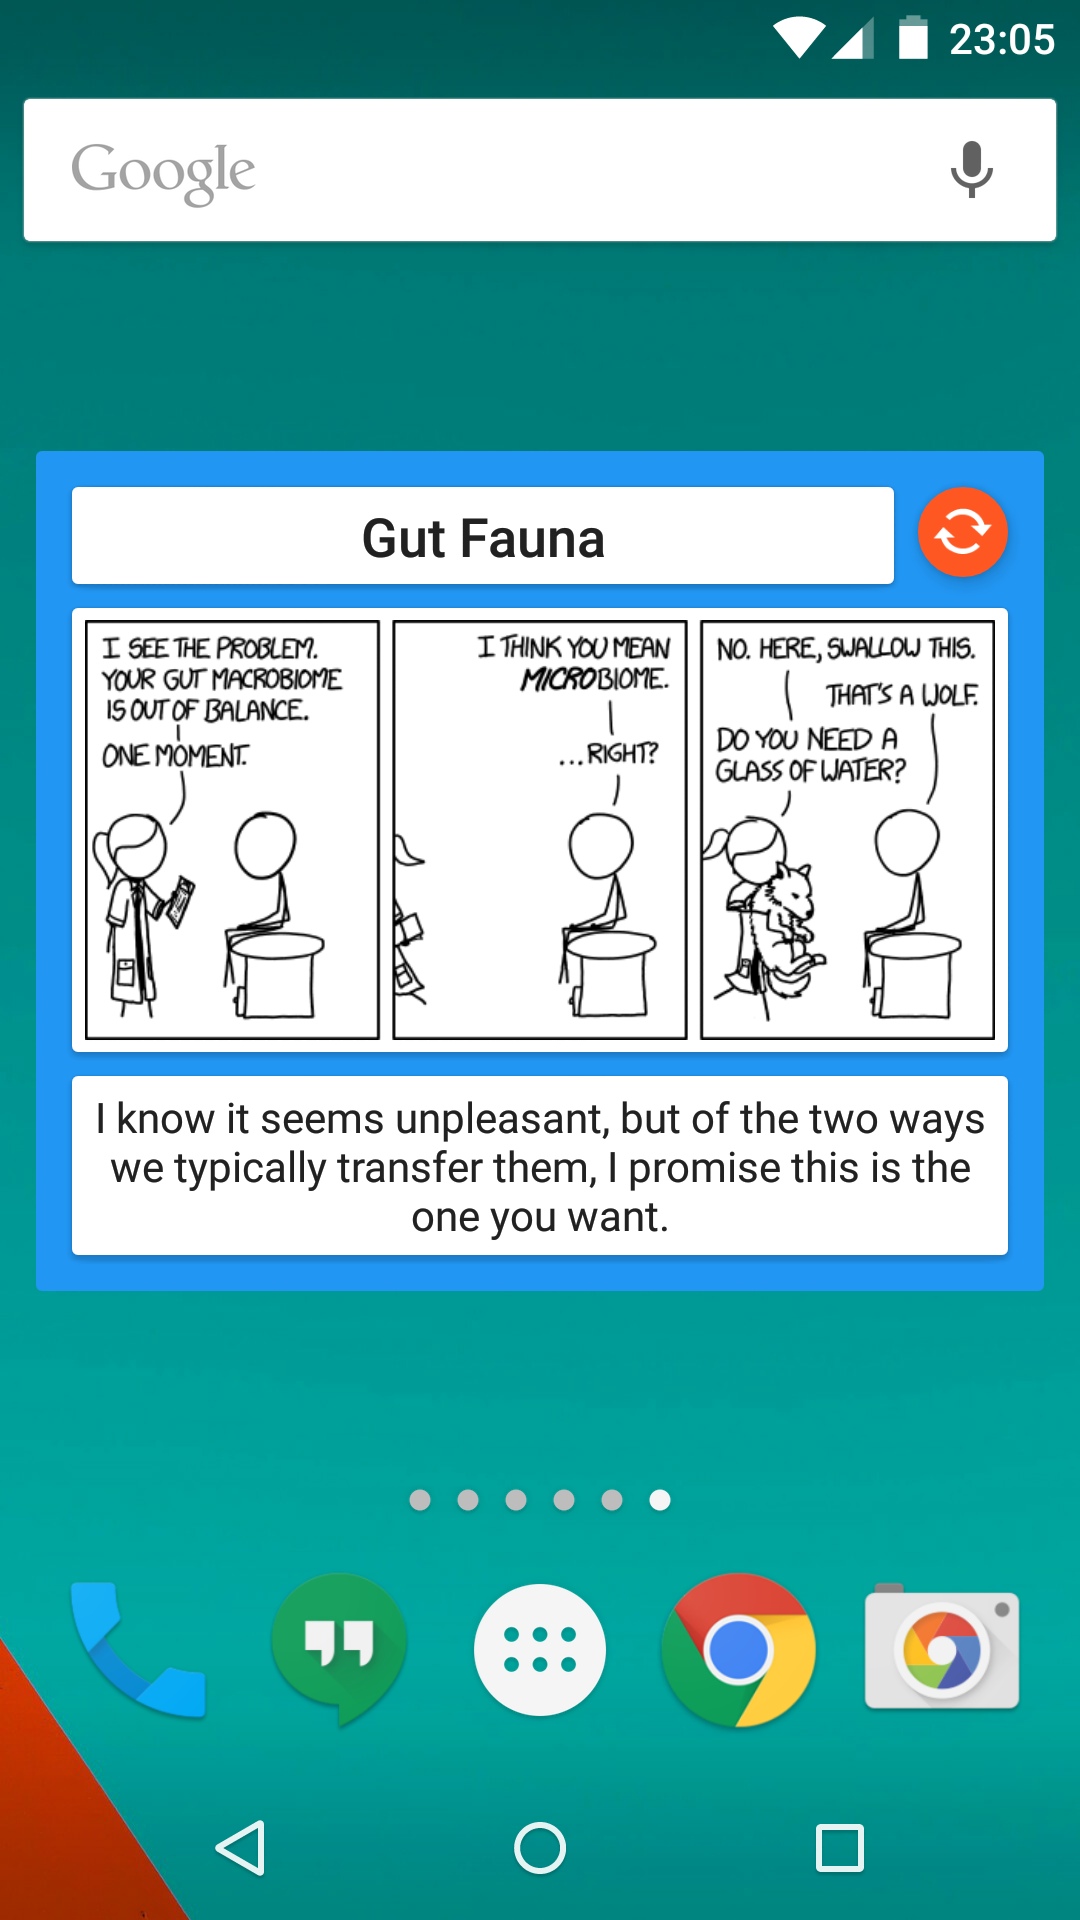 23:05
Google
Gut Fauna
I SEE THE PROBLEM.
YOUR GUT MACROBIOME
IS OUT OF BALANCE.
ONE MOMENT.
I THINK YOU MEAN
MICROBIOME.
...RIGHT?
NO. HERE, SWALLOW THIS.
THAT'S A WOLF.
DO YOU NEED A
GLASS OF WATER?
I know it seems unpleasant, but of the two ways
we typically transfer them, I promise this is the
one you want.